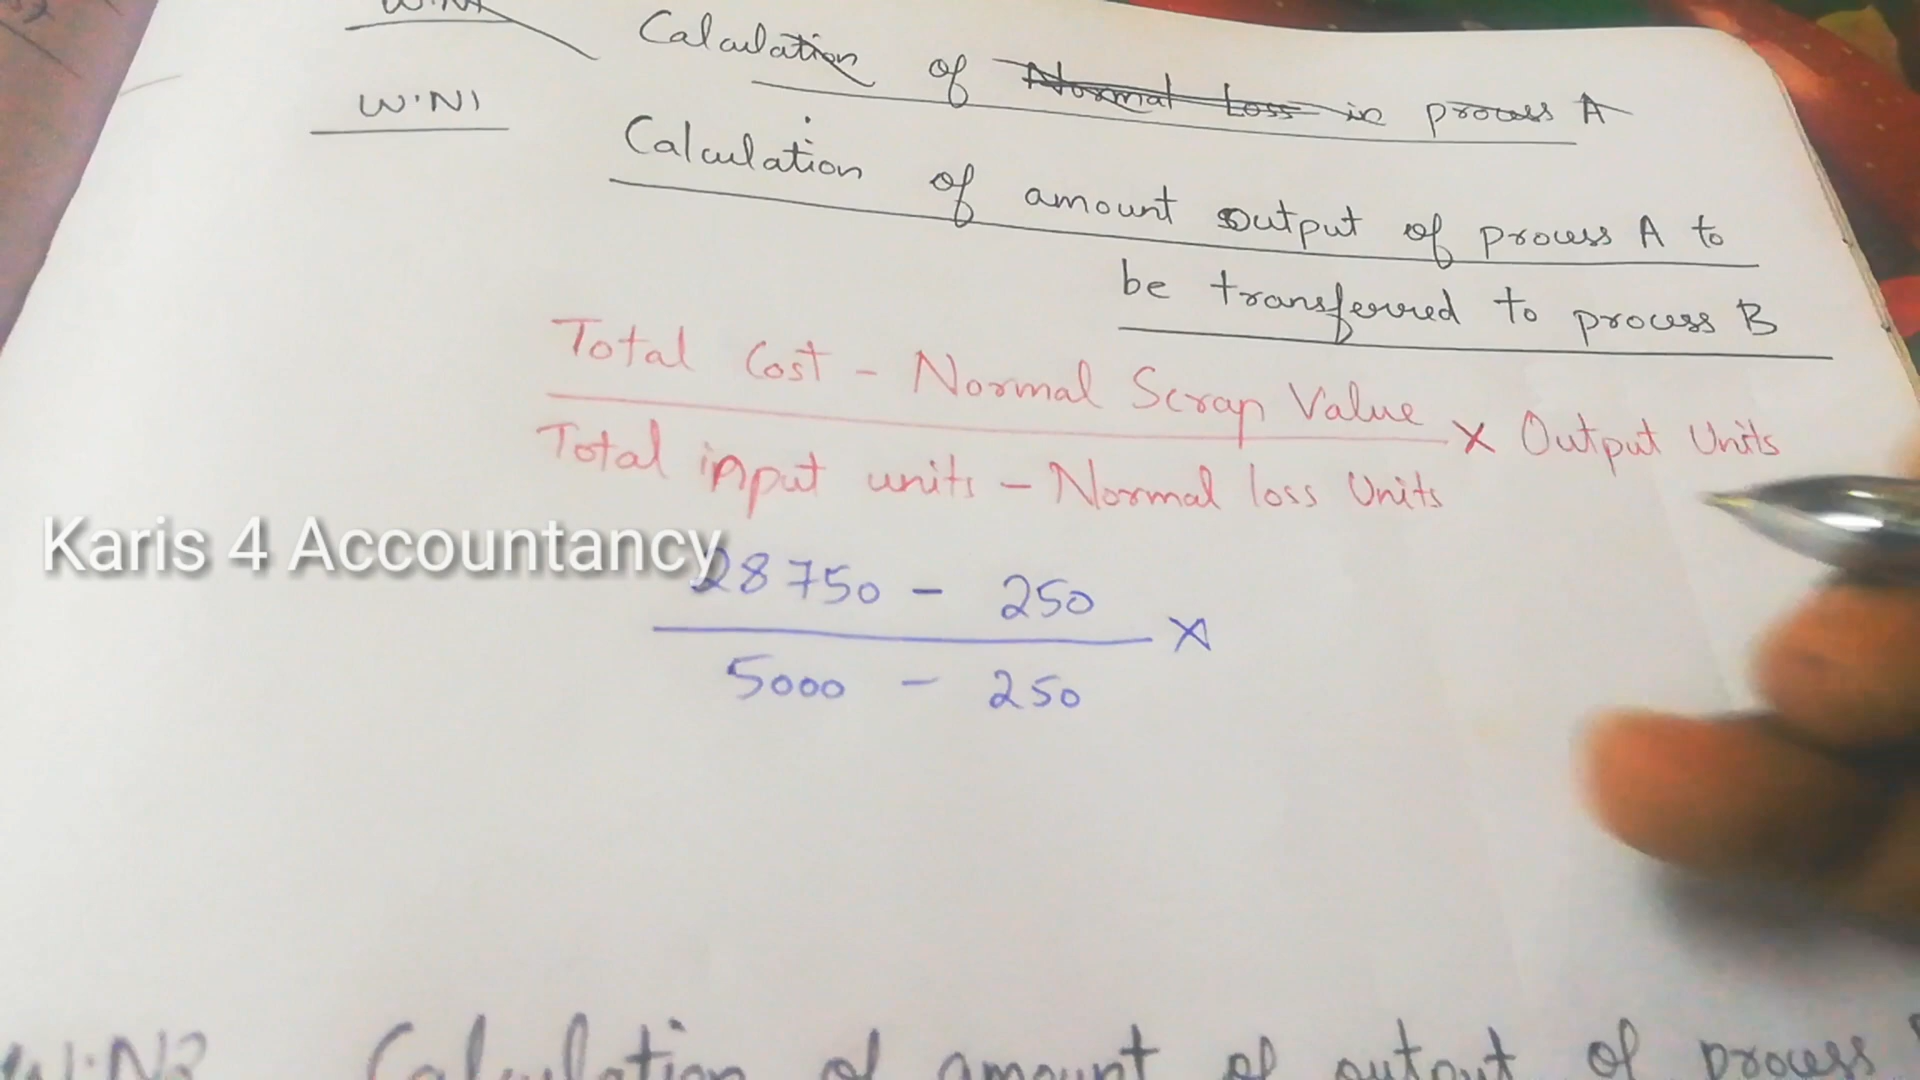 Calculation of Normal Loss in process A
W.N1
Calculation of amount output of process A to
be transferred to process B
Total Cost - Normal Scrap Value
Total input units - Normal loss Units
X Output Units
Karis 4 Accountancy
28750 - 250
5000 - 250
X
Calculation of amount of output of process